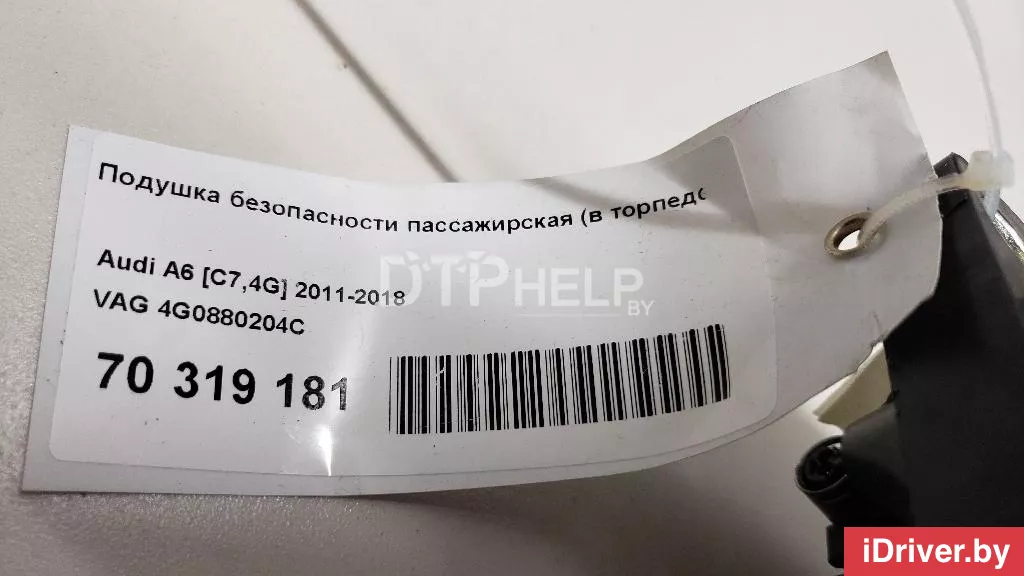 Подушка безопасности пассажирская (в торпедо
Audi A6 [C7,4G] 2011-2018
VAG 4G0880204C
70 319 181
DTPHELP
BY
iDriver.by